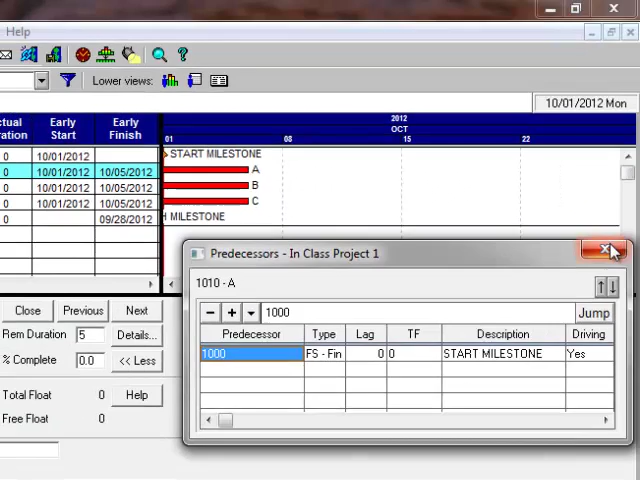 Help
Lower views:
10/01/2012 Mon
ctual
ration
Early
Start
Early
Finish
2012
OCT
01 08 15 22
0 10/01/2012 START MILESTONE
0 10/01/2012 10/05/2012 A
0 10/01/2012 10/05/2012 B
0 10/01/2012 10/05/2012 C
0 09/28/2012 H MILESTONE
Predecessors - In Class Project 1
1010 - A
1000 Jump
Predecessor Type Lag TF Description Driving
1000 FS - Fin 0 0 START MILESTONE Yes
Close Previous Next
Rem Duration 5 Details...
% Complete 0.0 << Less
Total Float 0 Help
Free Float 0